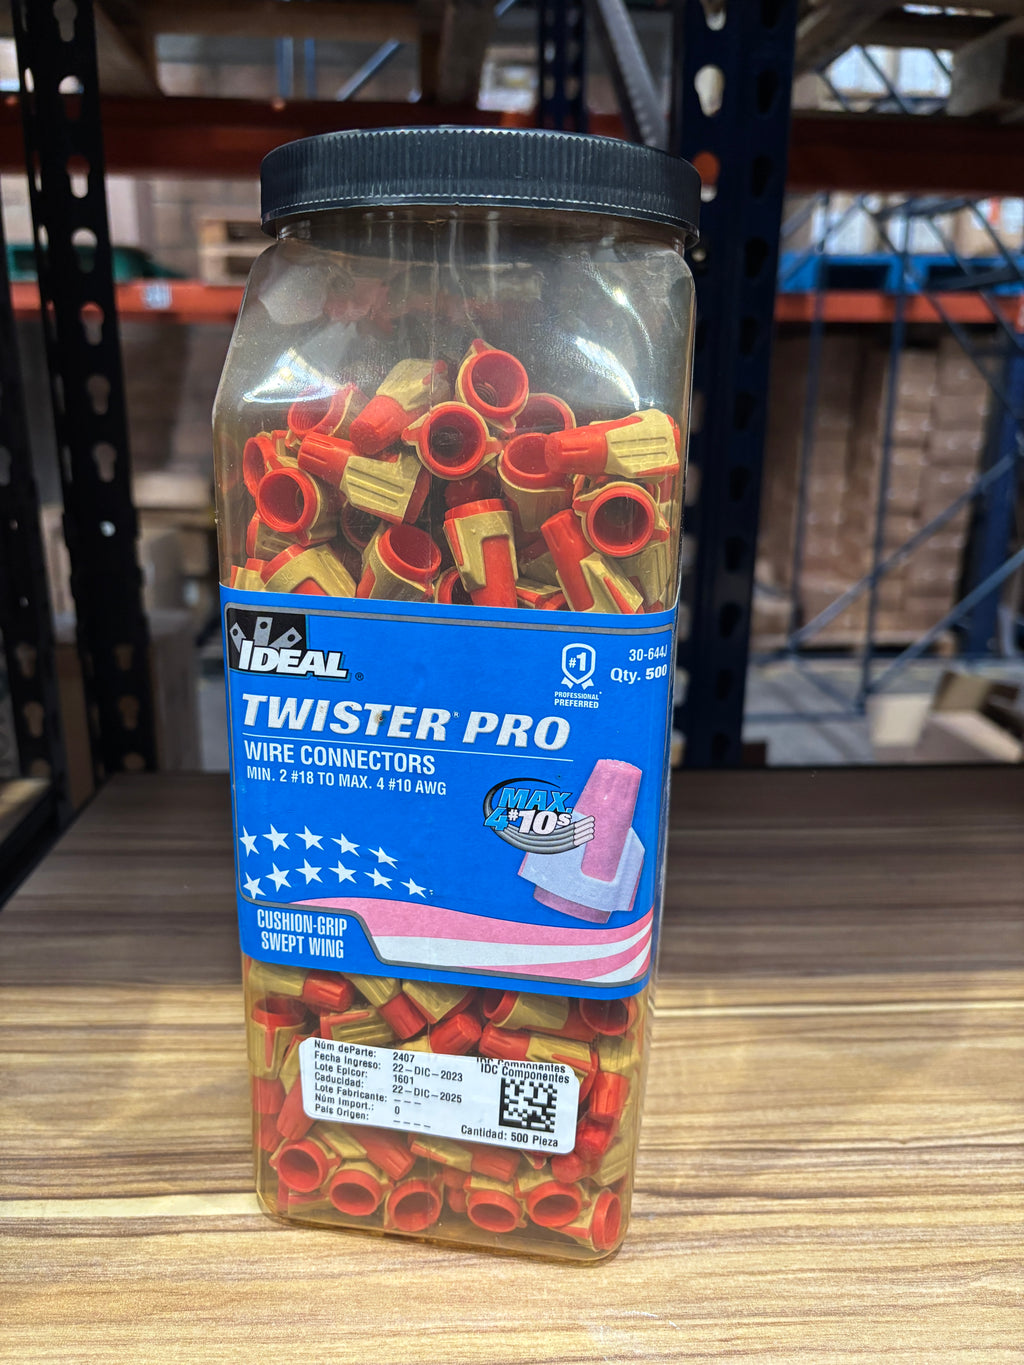 IDEAL®
#1
PROFESSIONAL
PREFERRED
30-644J
Qty. 500
TWISTER® PRO
WIRE CONNECTORS
MIN. 2 #18 TO MAX. 4 #10 AWG
MAX.
4 #10s
CUSHION-GRIP
SWEPT WING
Núm deParte: 2407
Fecha Ingreso: 22-DIC-2023
Lote Epicor: 1601
Caducidad: 22-DIC-2025
Lote Fabricante: - - -
Núm Import.: 0
País Origen: - - - -
IDC Componentes
IDC Componentes
Cantidad: 500 Pieza